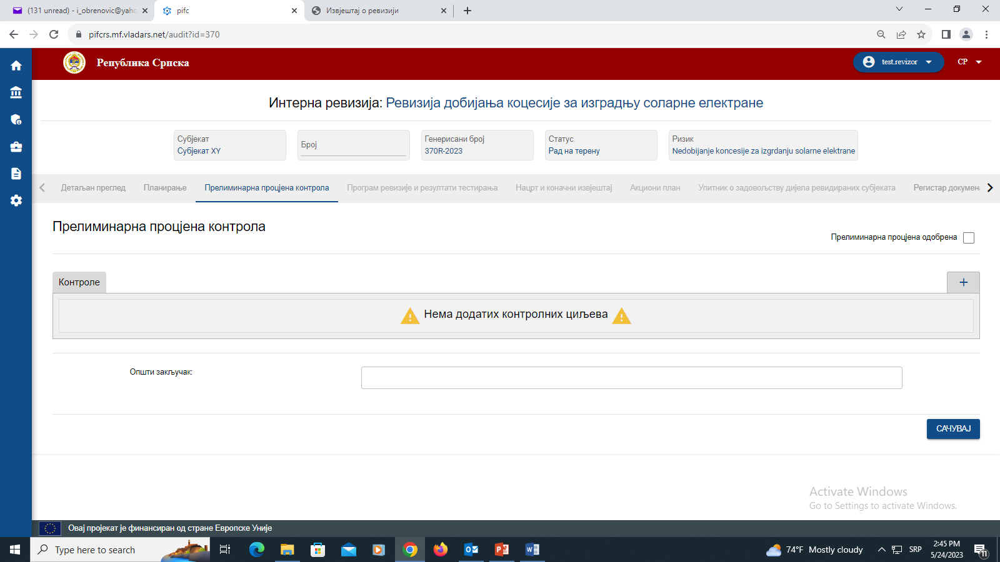 (131 unread) - i_obrenovic@yaho
pifc
Извјештај о ревизији
pifcrs.mf.vladars.net/audit?id=370
Република Српска
test.revizor
СР
Интерна ревизија: Ревизија добијања коцесије за изградњу соларне електране
Субјекат
Субјекат XY
Број
Генерисани број
370R-2023
Статус
Рад на терену
Ризик
Nedobijanje koncesije za izgrdanju solarne elektrane
Детаљан преглед
Планирање
Прелиминарна процјена контрола
Програм ревизије и резултати тестирања
Нацрт и коначни извјештај
Акциони план
Упитник о задовољству дијела ревидираних субјеката
Регистар докумен
Прелиминарна процјена контрола
Прелиминарна процјена одобрена
Контроле
+
Нема додатих контролних циљева
Општи закључак:
САЧУВАЈ
Activate Windows
Go to Settings to activate Windows.
Овај пројекат је финансиран од стране Европске Уније
Type here to search
74°F Mostly cloudy
SRP
2:45 PM
5/24/2023
11